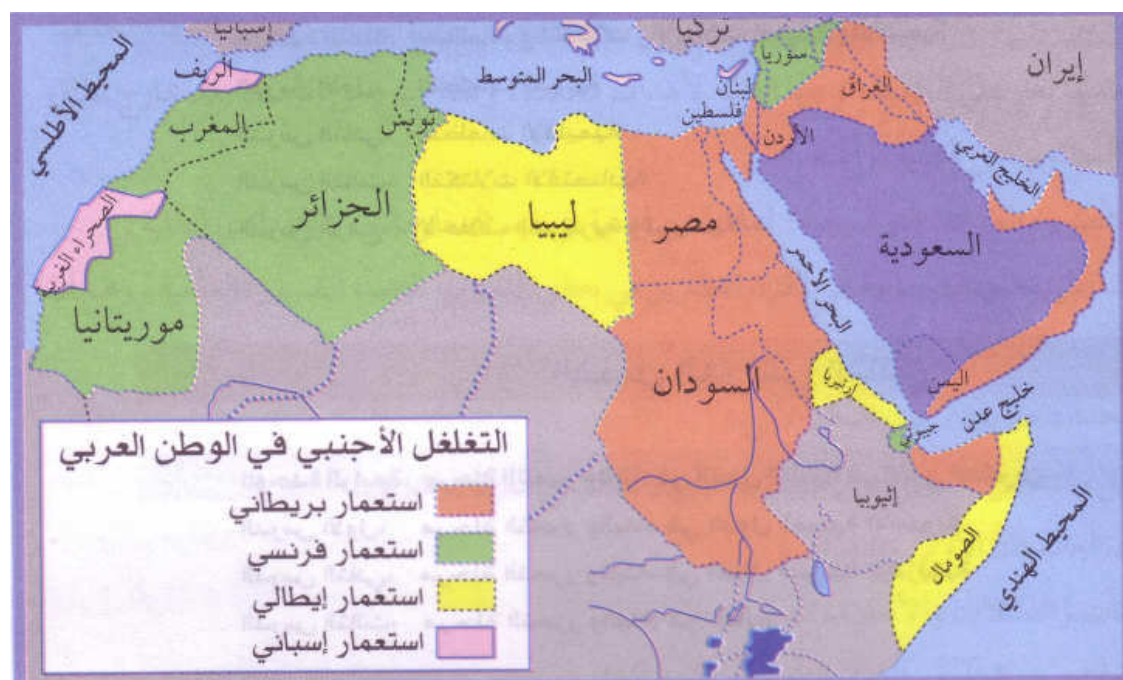 إسبانيا
تركيا
إيران
المحيط الأطلسي
الريف
البحر المتوسط
سوريا
لبنان
العراق
فلسطين
المغرب
تونس
الأردن
الخليج العربي
الصحراء الغربية
الجزائر
ليبيا
مصر
السعودية
البحر الأحمر
موريتانيا
السودان
ارتيريا
اليمن
خليج عدن
جيبوتي
إثيوبيا
الصومال
المحيط الهندي
التغلغل الأجنبي في الوطن العربي
استعمار بريطاني
استعمار فرنسي
استعمار إيطالي
استعمار إسباني